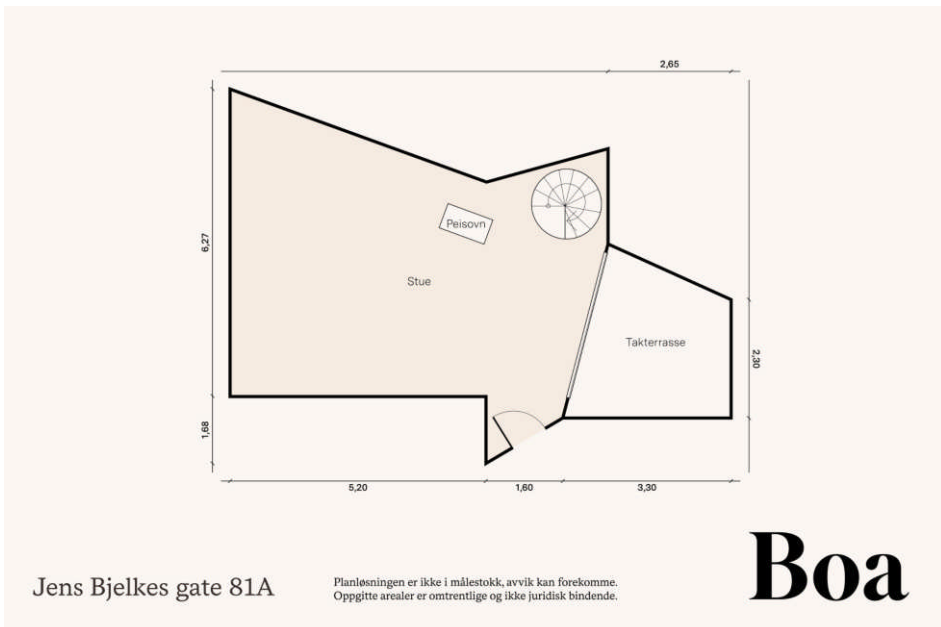 2,65
Peisovn
6,27
Stue
Takterrasse
2,30
1,68
5,20
1,60
3,30
Boa
Jens Bjelkes gate 81A
Planløsningen er ikke i målestokk, avvik kan forekomme.
Oppgitte arealer er omtrentlige og ikke juridisk bindende.